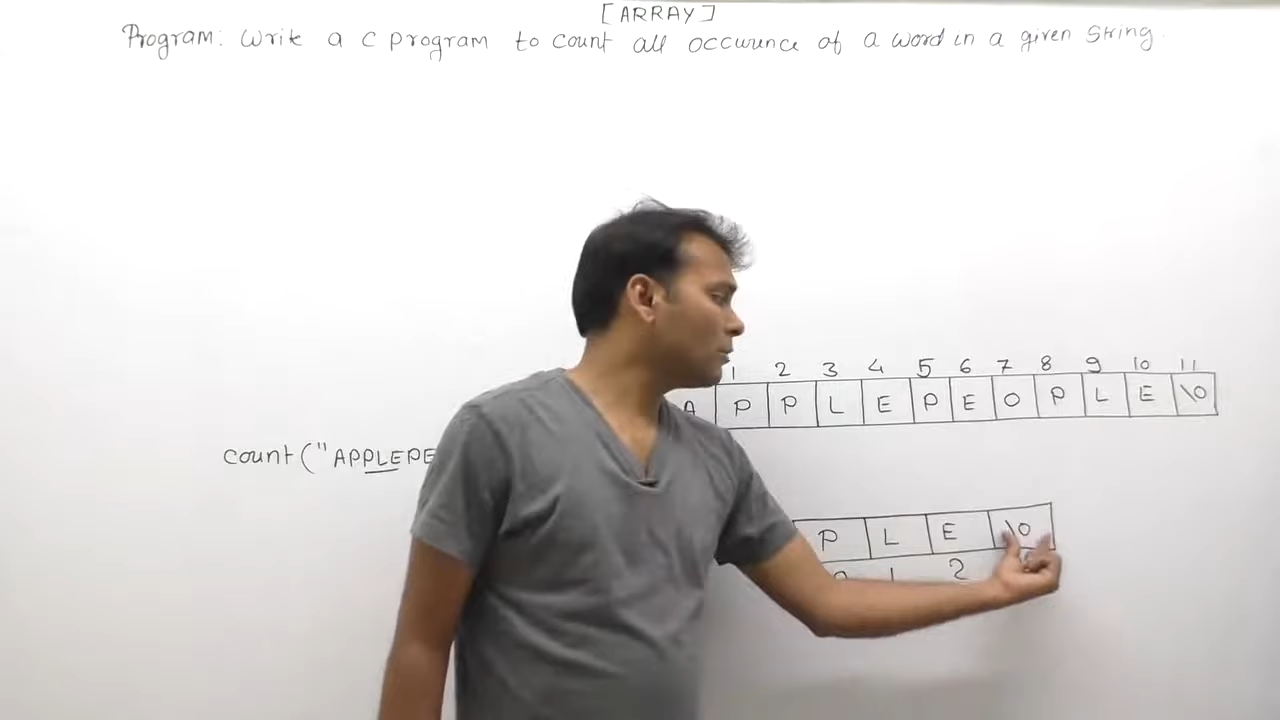 [ARRAY]
Program: Write a C program to count all occurence of a word in a given string.
1 2 3 4 5 6 7 8 9 10 11
A P P L E P E O P L E \0
count ("APPLEPE
P L E \0
0 1 2